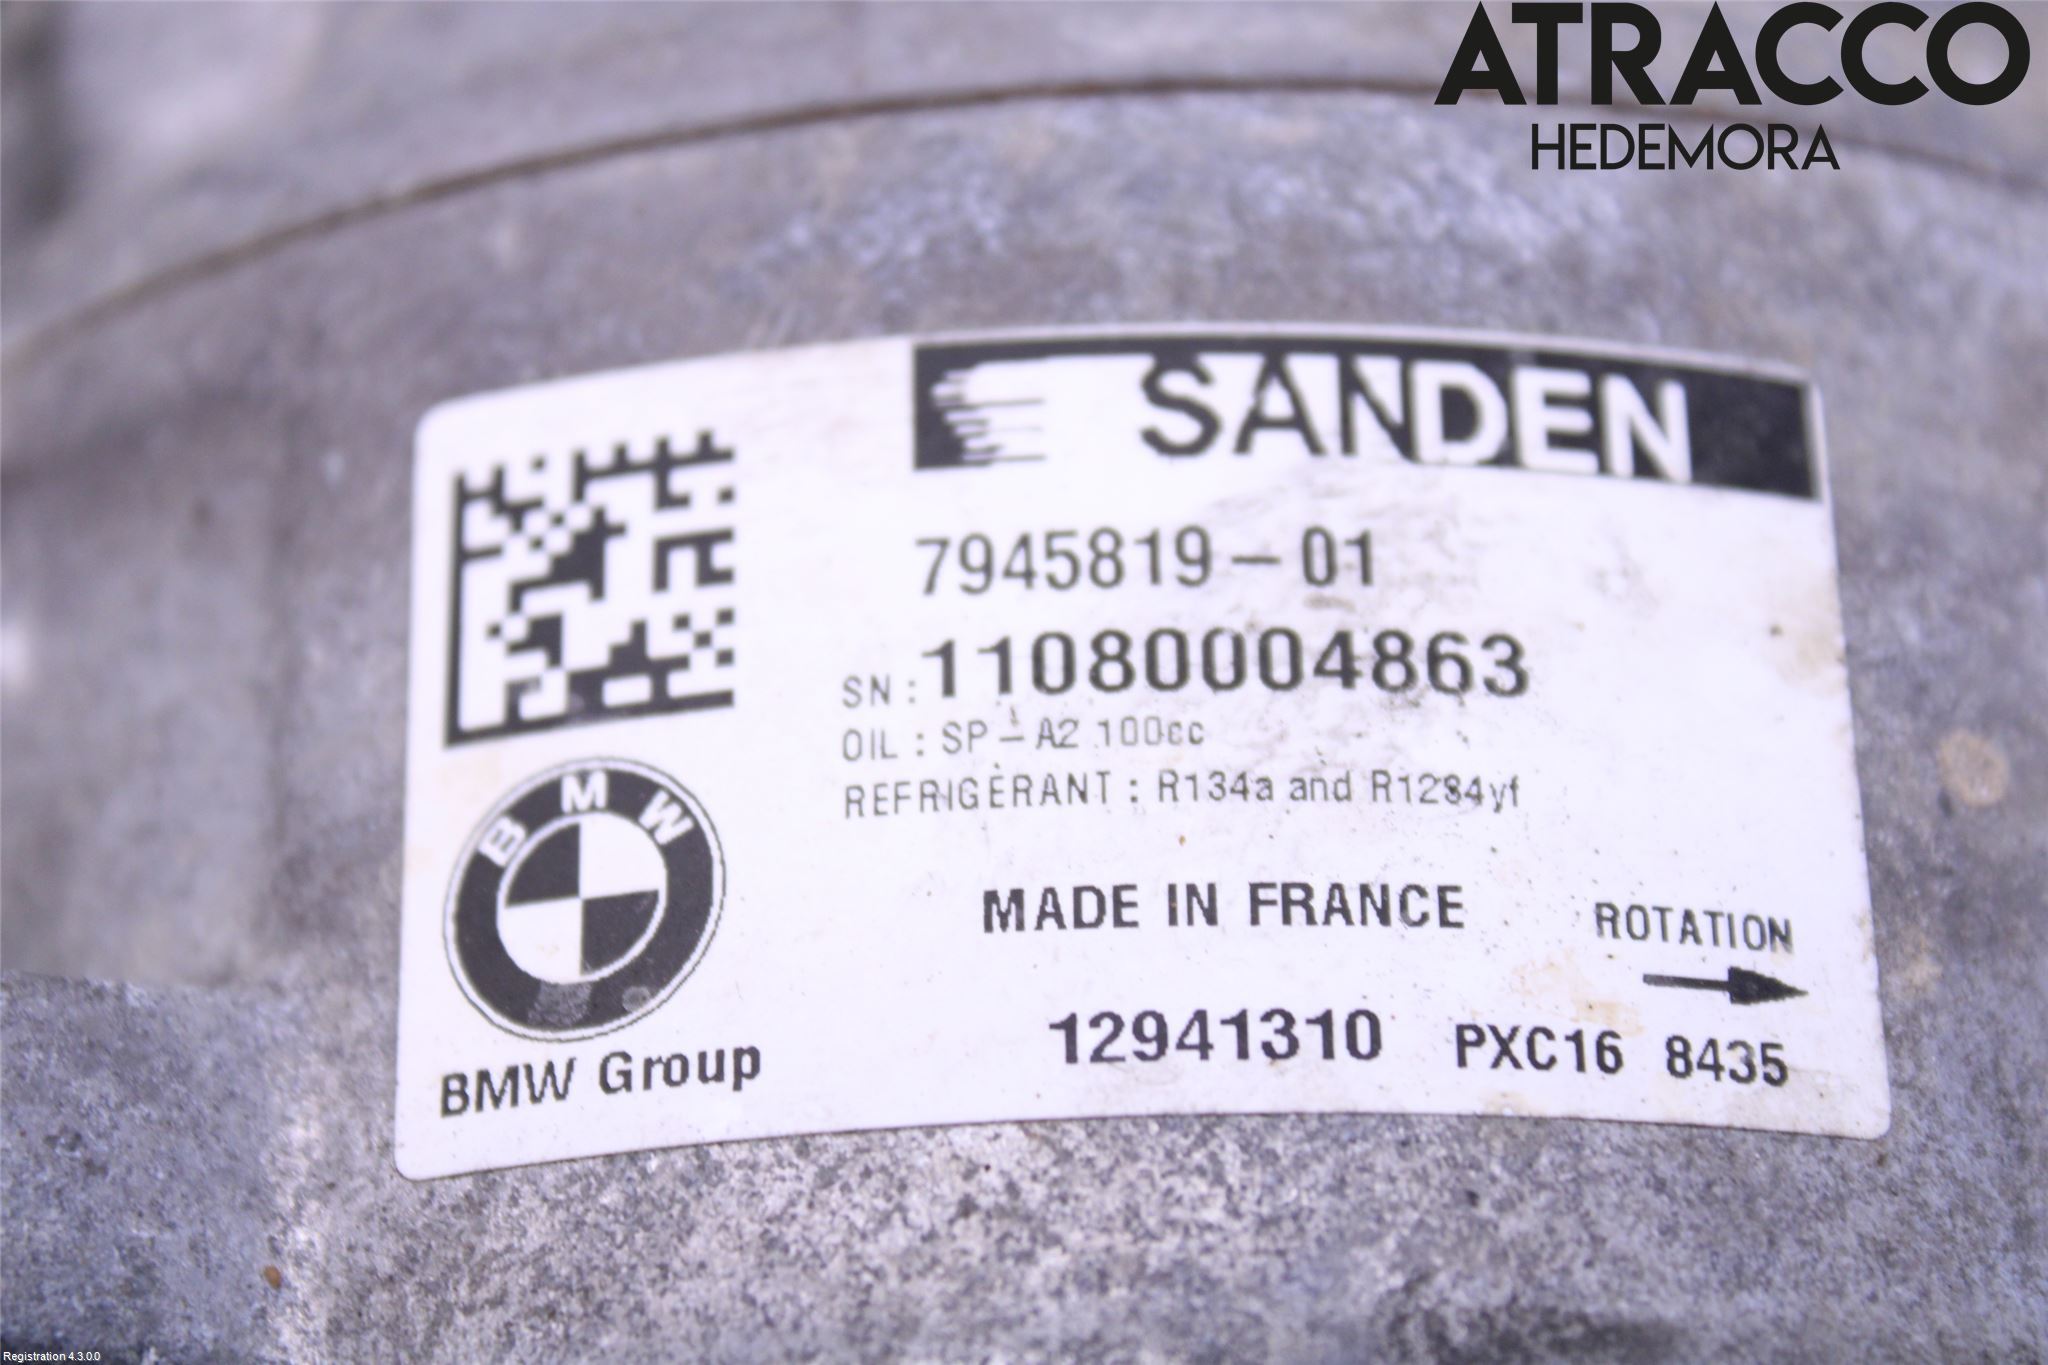 ATRACCO
HEDEMORA
SANDEN
7945819-01
SN: 11080004863
OIL: SP-A2 100cc
REFRIGERANT: R134a and R1234yf
BMW
MADE IN FRANCE
ROTATION
12941310 PXC16 8435
BMW Group
Registration 4.3.0.0